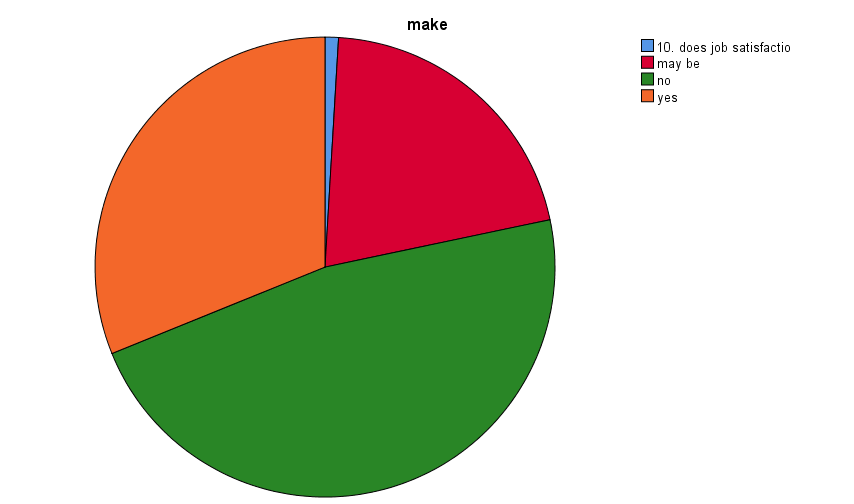 make
10. does job satisfactio
may be
no
yes